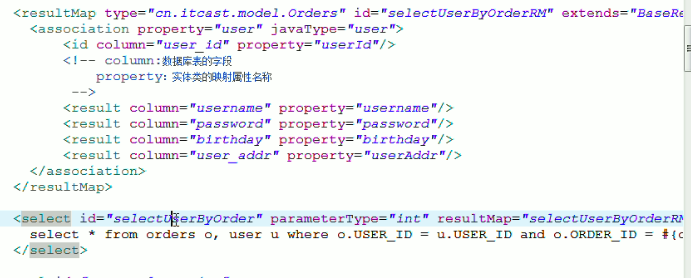 <resultMap type="cn.itcast.model.Orders" id="selectUserByOrderRM" extends="BaseRe
<association property="user" javaType="user">
<id column="user_id" property="userId"/>
<!-- column:数据库表的字段
property：实体类的映射属性名称
-->
<result column="username" property="username"/>
<result column="password" property="password"/>
<result column="birthday" property="birthday"/>
<result column="user_addr" property="userAddr"/>
</association>
</resultMap>
<select id="selectUserByOrder" parameterType="int" resultMap="selectUserByOrderRM
select * from orders o, user u where o.USER_ID = u.USER_ID and o.ORDER_ID = #{o
</select>